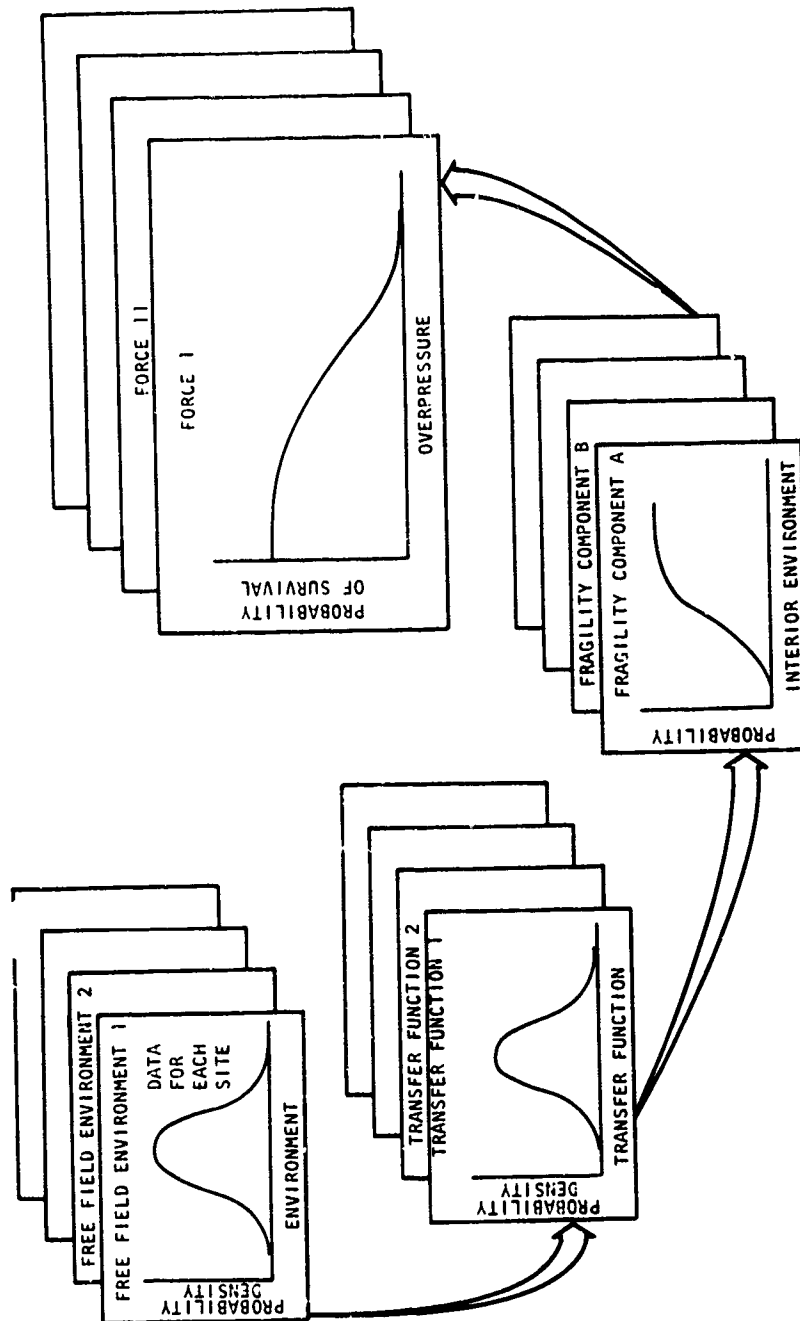 FREE FIELD ENVIRONMENT 2
FREE FIELD ENVIRONMENT 1
DATA
FOR
EACH
SITE
PROBABILITY
DENSITY
ENVIRONMENT
TRANSFER FUNCTION 2
TRANSFER FUNCTION 1
PROBABILITY
DENSITY
TRANSFER FUNCTION
FRAGILITY COMPONENT B
FRAGILITY COMPONENT A
PROBABILITY
INTERIOR ENVIRONMENT
FORCE II
FORCE I
PROBABILITY
OF SURVIVAL
OVERPRESSURE